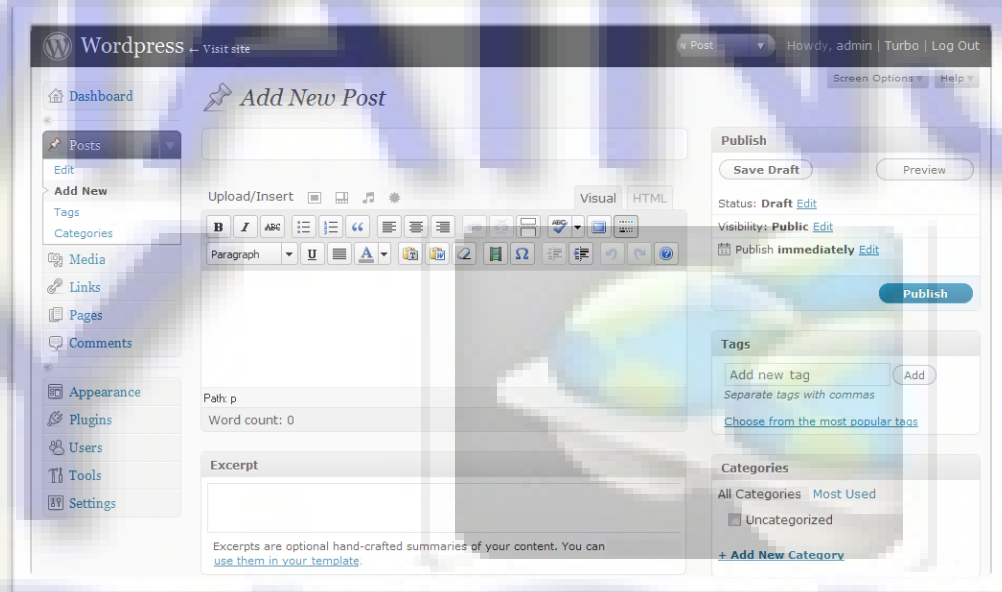 Wordpress ← Visit site
Post
Howdy, admin | Turbo | Log Out
Screen Options
Help
Dashboard
Posts
Edit
Add New
Tags
Categories
Media
Links
Pages
Comments
Appearance
Plugins
Users
Tools
Settings
Add New Post
Upload/Insert
Visual
HTML
B I ABC
ABC
Paragraph
U
A
Ω
Path: p
Word count: 0
Excerpt
Excerpts are optional hand-crafted summaries of your content. You can
use them in your template.
Publish
Save Draft
Preview
Status: Draft Edit
Visibility: Public Edit
Publish immediately Edit
Publish
Tags
Add new tag
Add
Separate tags with commas
Choose from the most popular tags
Categories
All Categories
Most Used
Uncategorized
+ Add New Category